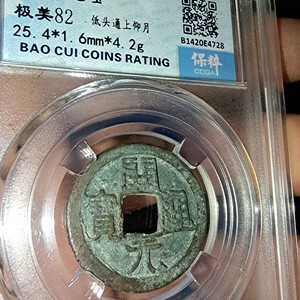 极美82 低头通上仰月
25.4*1.6mm*4.2g
BAO CUI COINS RATING
B1420E4728
保粹
CCGA
開元通寶